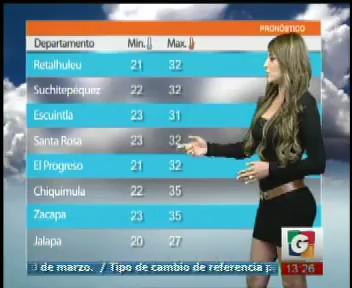 PRONÓSTICO
Departamento Min. Max.
Retalhuleu 21 32
Suchitepéquez 22 32
Escuintla 23 31
Santa Rosa 23 32
El Progreso 21 32
Chiquimula 22 35
Zacapa 23 35
Jalapa 20 27
G
de marzo. / Tipo de cambio de referencia
13:26